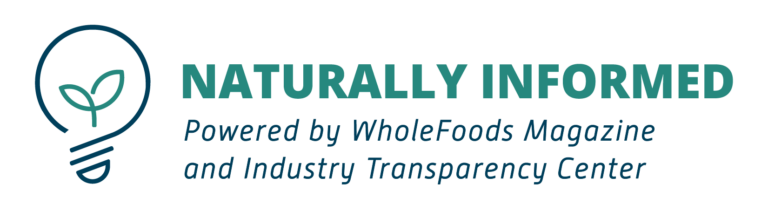 NATURALLY INFORMED
Powered by WholeFoods Magazine
and Industry Transparency Center